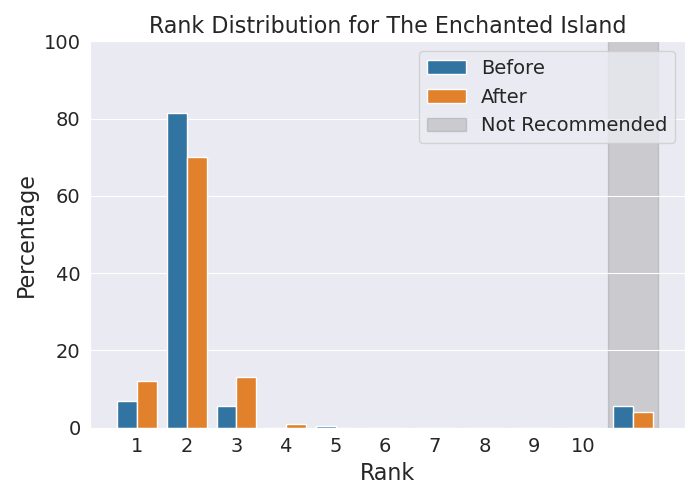 Rank Distribution for The Enchanted Island
100
80
60
40
20
0
Percentage
Before
After
Not Recommended
1 2 3 4 5 6 7 8 9 10
Rank